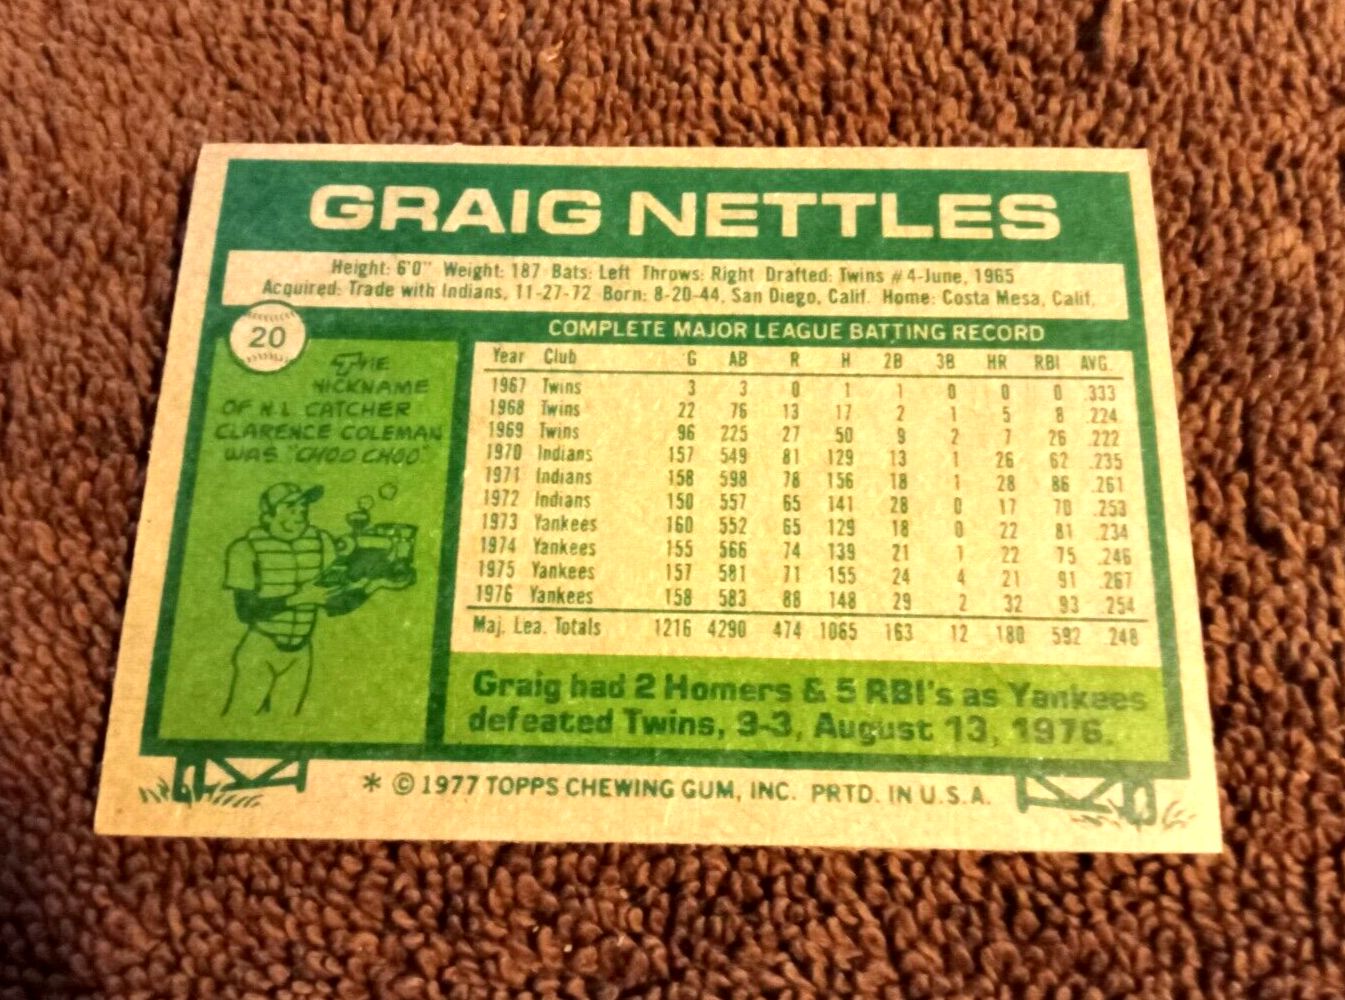 GRAIG NETTLES
Height: 6'0" Weight: 187 Bats: Left Throws: Right Drafted: Twins #4-June, 1965
Acquired: Trade with Indians, 11-27-72 Born: 8-20-44, San Diego, Calif. Home: Costa Mesa, Calif.
20
THE
NICKNAME
OF N.L. CATCHER
CLARENCE COLEMAN
WAS "CHOO CHOO"
COMPLETE MAJOR LEAGUE BATTING RECORD
Year Club G AB R H 2B 3B HR RBI AVG.
1967 Twins 3 3 0 1 1 0 0 0 .333
1968 Twins 22 76 13 17 2 1 5 8 .224
1969 Twins 96 225 27 50 9 2 7 26 .222
1970 Indians 157 549 81 129 13 1 26 62 .235
1971 Indians 158 598 78 156 18 1 28 86 .261
1972 Indians 150 557 65 141 28 0 17 70 .253
1973 Yankees 160 552 65 129 18 0 22 81 .234
1974 Yankees 155 566 74 139 21 1 22 75 .246
1975 Yankees 157 581 71 155 24 4 21 91 .267
1976 Yankees 158 583 88 148 29 2 32 93 .254
Maj. Lea. Totals 1216 4290 474 1065 163 12 180 592 .248
Graig had 2 Homers & 5 RBI's as Yankees
defeated Twins, 9-3, August 13, 1976.
* © 1977 TOPPS CHEWING GUM, INC. PRTD. IN U.S.A.